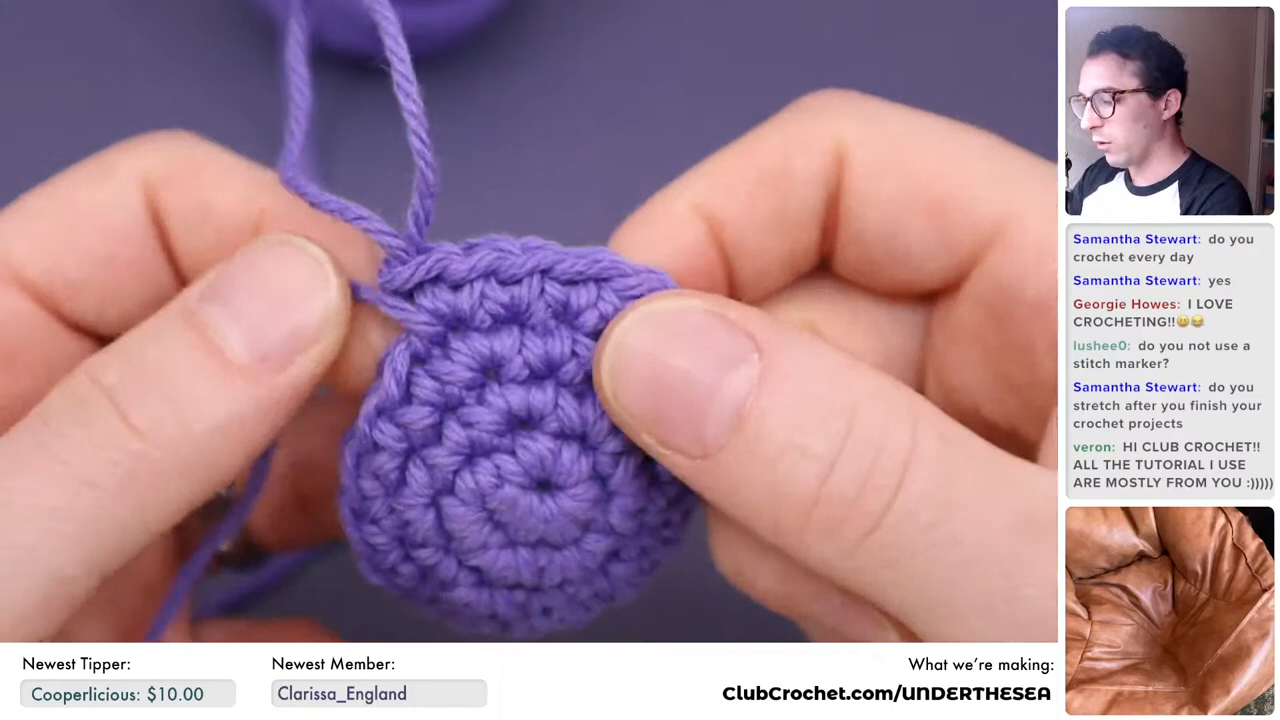 Samantha Stewart: do you
crochet every day
Samantha Stewart: yes
Georgie Howes: I LOVE
CROCHETING!!😆😂
lushee0: do you not use a
stitch marker?
Samantha Stewart: do you
stretch after you finish your
crochet projects
veron: HI CLUB CROCHET!!
ALL THE TUTORIAL I USE
ARE MOSTLY FROM YOU :)))))
Newest Tipper:
Cooperlicious: $10.00
Newest Member:
Clarissa_England
What we're making:
ClubCrochet.com/UNDERTHESEA